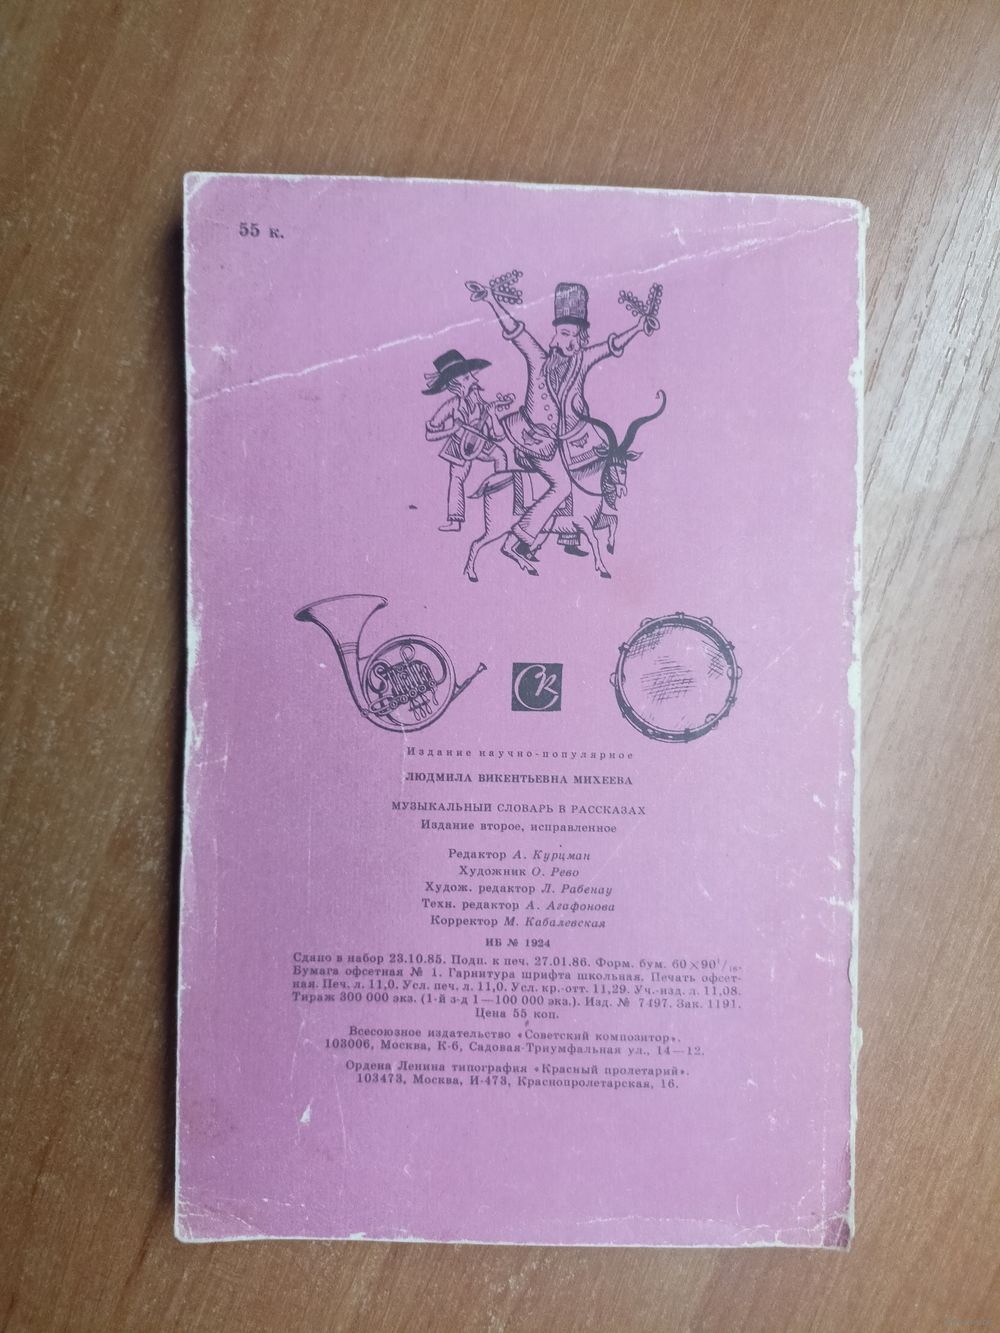 55 к.
СК
Издание научно-популярное
ЛЮДМИЛА ВИКЕНТЬЕВНА МИХЕЕВА
МУЗЫКАЛЬНЫЙ СЛОВАРЬ В РАССКАЗАХ
Издание второе, исправленное
Редактор А. Курцман
Художник О. Рево
Худож. редактор Л. Рабенау
Техн. редактор А. Агафонова
Корректор М. Кабалевская
ИБ № 1924
Сдано в набор 23.10.85. Подп. к печ. 27.01.86. Форм. бум. 60×90¹/₁₆.
Бумага офсетная № 1. Гарнитура шрифта школьная. Печать офсет-
ная. Печ. л. 11,0. Усл. печ. л. 11,0. Усл. кр.-отт. 11,29. Уч.-изд. л. 11,08.
Тираж 300 000 экз. (1-й з-д 1—100 000 экз.). Изд. № 7497. Зак. 1191.
Цена 55 коп.
Всесоюзное издательство «Советский композитор».
103006, Москва, К-6, Садовая-Триумфальная ул., 14—12.
Ордена Ленина типография «Красный пролетарий».
103473, Москва, И-473, Краснопролетарская, 16.